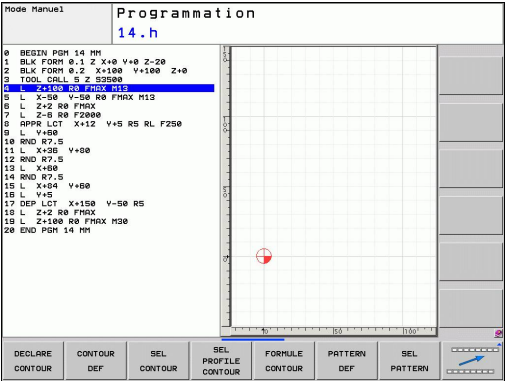 Mode Manuel
Programmation
14.h
0 BEGIN PGM 14 MM
1 BLK FORM 0.1 Z X+0 Y+0 Z-20
2 BLK FORM 0.2 X+100 Y+100 Z+0
3 TOOL CALL 5 Z S3500
4 L Z+100 R0 FMAX M13
5 L X-50 Y-50 R0 FMAX M13
6 L Z+2 R0 FMAX
7 L Z-6 R0 F2000
8 APPR LCT X+12 Y+5 R5 RL F250
9 L Y+60
10 RND R7.5
11 L X+36 Y+80
12 RND R7.5
13 L X+60
14 RND R7.5
15 L X+84 Y+60
16 L Y+5
17 DEP LCT X+150 Y-50 R5
18 L Z+2 R0 FMAX
19 L Z+100 R0 FMAX M30
20 END PGM 14 MM
0 50 100
DECLARE CONTOUR
CONTOUR DEF
SEL CONTOUR
SEL PROFILE CONTOUR
FORMULE CONTOUR
PATTERN DEF
SEL PATTERN